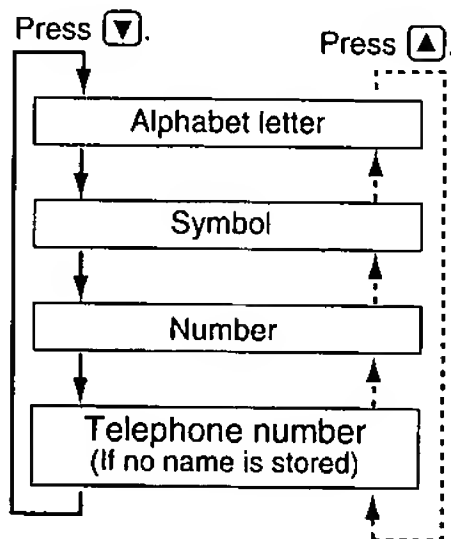 Press ▼.
Press ▲.
Alphabet letter
Symbol
Number
Telephone number
(If no name is stored)